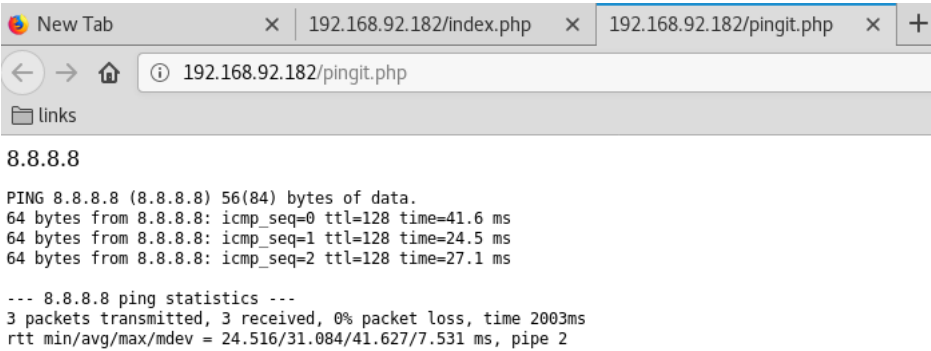 New Tab
192.168.92.182/index.php
192.168.92.182/pingit.php
192.168.92.182/pingit.php
links
8.8.8.8
PING 8.8.8.8 (8.8.8.8) 56(84) bytes of data.
64 bytes from 8.8.8.8: icmp_seq=0 ttl=128 time=41.6 ms
64 bytes from 8.8.8.8: icmp_seq=1 ttl=128 time=24.5 ms
64 bytes from 8.8.8.8: icmp_seq=2 ttl=128 time=27.1 ms
--- 8.8.8.8 ping statistics ---
3 packets transmitted, 3 received, 0% packet loss, time 2003ms
rtt min/avg/max/mdev = 24.516/31.084/41.627/7.531 ms, pipe 2